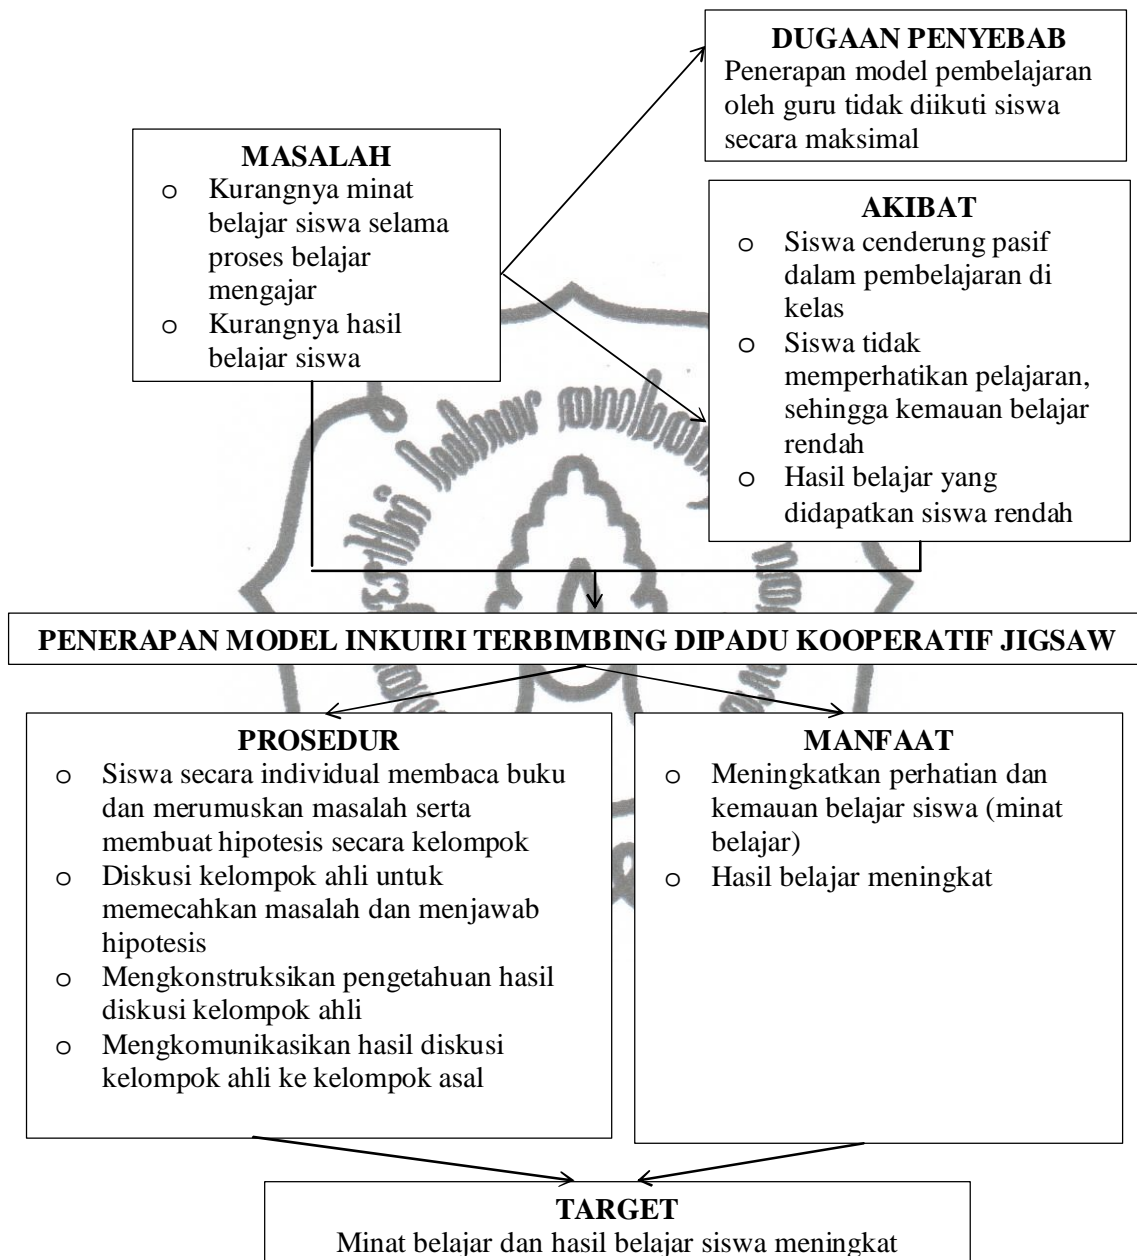 DUGAAN PENYEBAB
Penerapan model pembelajaran
oleh guru tidak diikuti siswa
secara maksimal
MASALAH
o Kurangnya minat
belajar siswa selama
proses belajar
mengajar
o Kurangnya hasil
belajar siswa
AKIBAT
o Siswa cenderung pasif
dalam pembelajaran di
kelas
o Siswa tidak
memperhatikan pelajaran,
sehingga kemauan belajar
rendah
o Hasil belajar yang
didapatkan siswa rendah
PENERAPAN MODEL INKUIRI TERBIMBING DIPADU KOOPERATIF JIGSAW
PROSEDUR
o Siswa secara individual membaca buku
dan merumuskan masalah serta
membuat hipotesis secara kelompok
o Diskusi kelompok ahli untuk
memecahkan masalah dan menjawab
hipotesis
o Mengkonstruksikan pengetahuan hasil
diskusi kelompok ahli
o Mengkomunikasikan hasil diskusi
kelompok ahli ke kelompok asal
MANFAAT
o Meningkatkan perhatian dan
kemauan belajar siswa (minat
belajar)
o Hasil belajar meningkat
TARGET
Minat belajar dan hasil belajar siswa meningkat